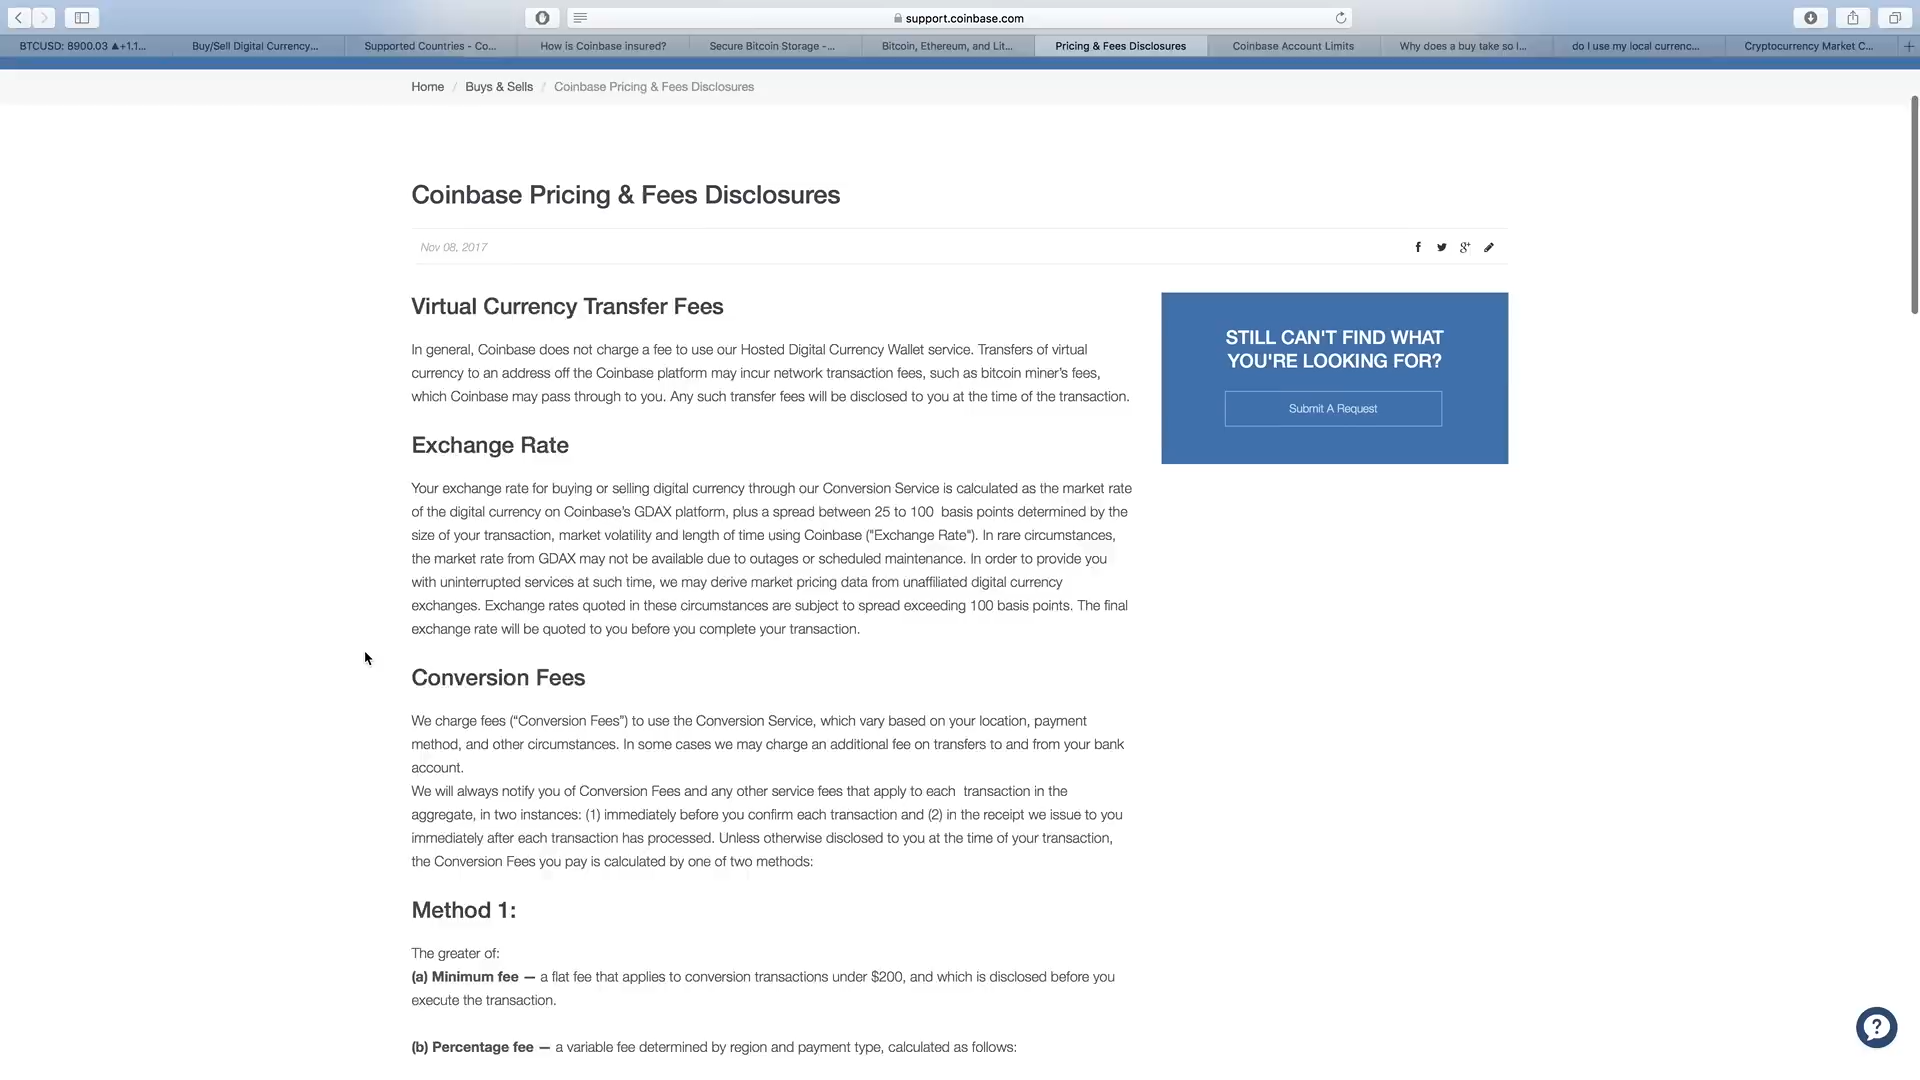 support.coinbase.com
BTCUSD: 8900.03 ▲+1.1...
Buy/Sell Digital Currency...
Supported Countries - Co...
How is Coinbase insured?
Secure Bitcoin Storage -...
Bitcoin, Ethereum, and Lit...
Pricing & Fees Disclosures
Coinbase Account Limits
Why does a buy take so l...
do I use my local currenc...
Cryptocurrency Market C...
Home / Buys & Sells / Coinbase Pricing & Fees Disclosures
Coinbase Pricing & Fees Disclosures
Nov 08, 2017
Virtual Currency Transfer Fees
In general, Coinbase does not charge a fee to use our Hosted Digital Currency Wallet service. Transfers of virtual
currency to an address off the Coinbase platform may incur network transaction fees, such as bitcoin miner's fees,
which Coinbase may pass through to you. Any such transfer fees will be disclosed to you at the time of the transaction.
Exchange Rate
Your exchange rate for buying or selling digital currency through our Conversion Service is calculated as the market rate
of the digital currency on Coinbase's GDAX platform, plus a spread between 25 to 100 basis points determined by the
size of your transaction, market volatility and length of time using Coinbase ("Exchange Rate"). In rare circumstances,
the market rate from GDAX may not be available due to outages or scheduled maintenance. In order to provide you
with uninterrupted services at such time, we may derive market pricing data from unaffiliated digital currency
exchanges. Exchange rates quoted in these circumstances are subject to spread exceeding 100 basis points. The final
exchange rate will be quoted to you before you complete your transaction.
Conversion Fees
We charge fees (“Conversion Fees”) to use the Conversion Service, which vary based on your location, payment
method, and other circumstances. In some cases we may charge an additional fee on transfers to and from your bank
account.
We will always notify you of Conversion Fees and any other service fees that apply to each transaction in the
aggregate, in two instances: (1) immediately before you confirm each transaction and (2) in the receipt we issue to you
immediately after each transaction has processed. Unless otherwise disclosed to you at the time of your transaction,
the Conversion Fees you pay is calculated by one of two methods:
Method 1:
The greater of:
(a) Minimum fee — a flat fee that applies to conversion transactions under $200, and which is disclosed before you
execute the transaction.
(b) Percentage fee — a variable fee determined by region and payment type, calculated as follows:
STILL CAN'T FIND WHAT
YOU'RE LOOKING FOR?
Submit A Request